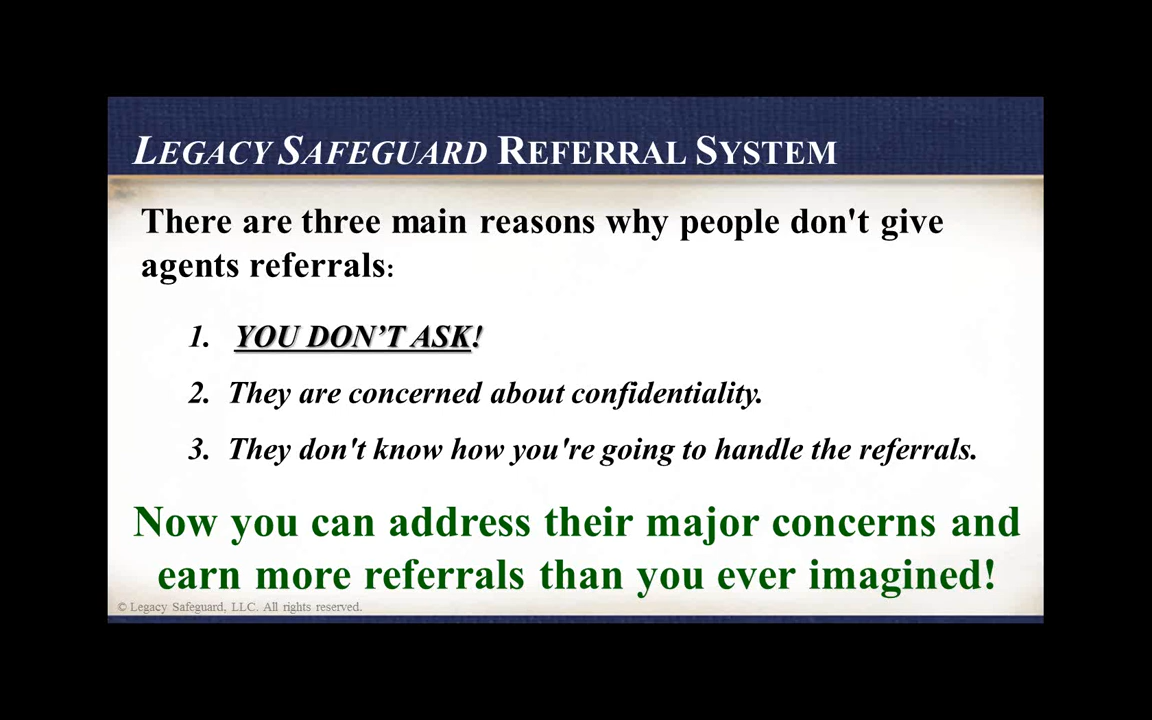 LEGACY SAFEGUARD REFERRAL SYSTEM
There are three main reasons why people don't give
agents referrals:
1. YOU DON’T ASK!
2. They are concerned about confidentiality.
3. They don't know how you're going to handle the referrals.
Now you can address their major concerns and
earn more referrals than you ever imagined!
© Legacy Safeguard, LLC. All rights reserved.